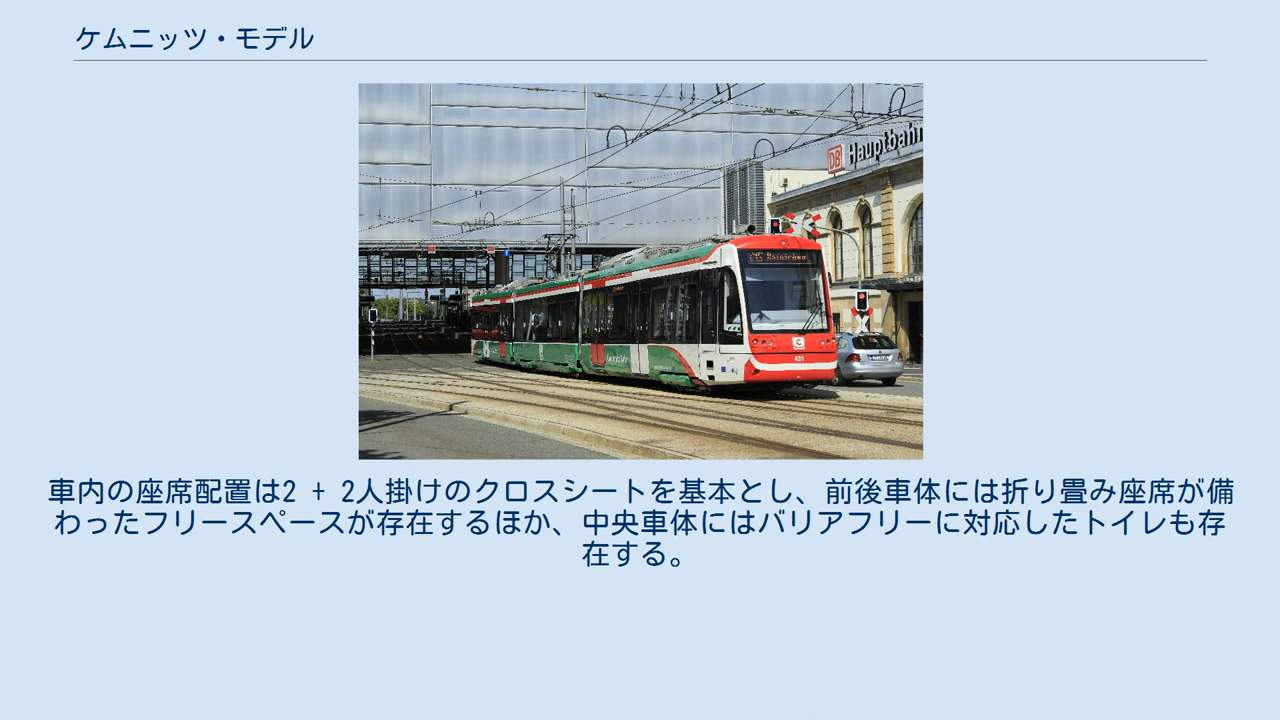 ケムニッツ・モデル
DB Hauptbahn
Hainichen
431
車内の座席配置は2 + 2人掛けのクロスシートを基本とし、前後車体には折り畳み座席が備
わったフリースペースが存在するほか、中央車体にはバリアフリーに対応したトイレも存
在する。